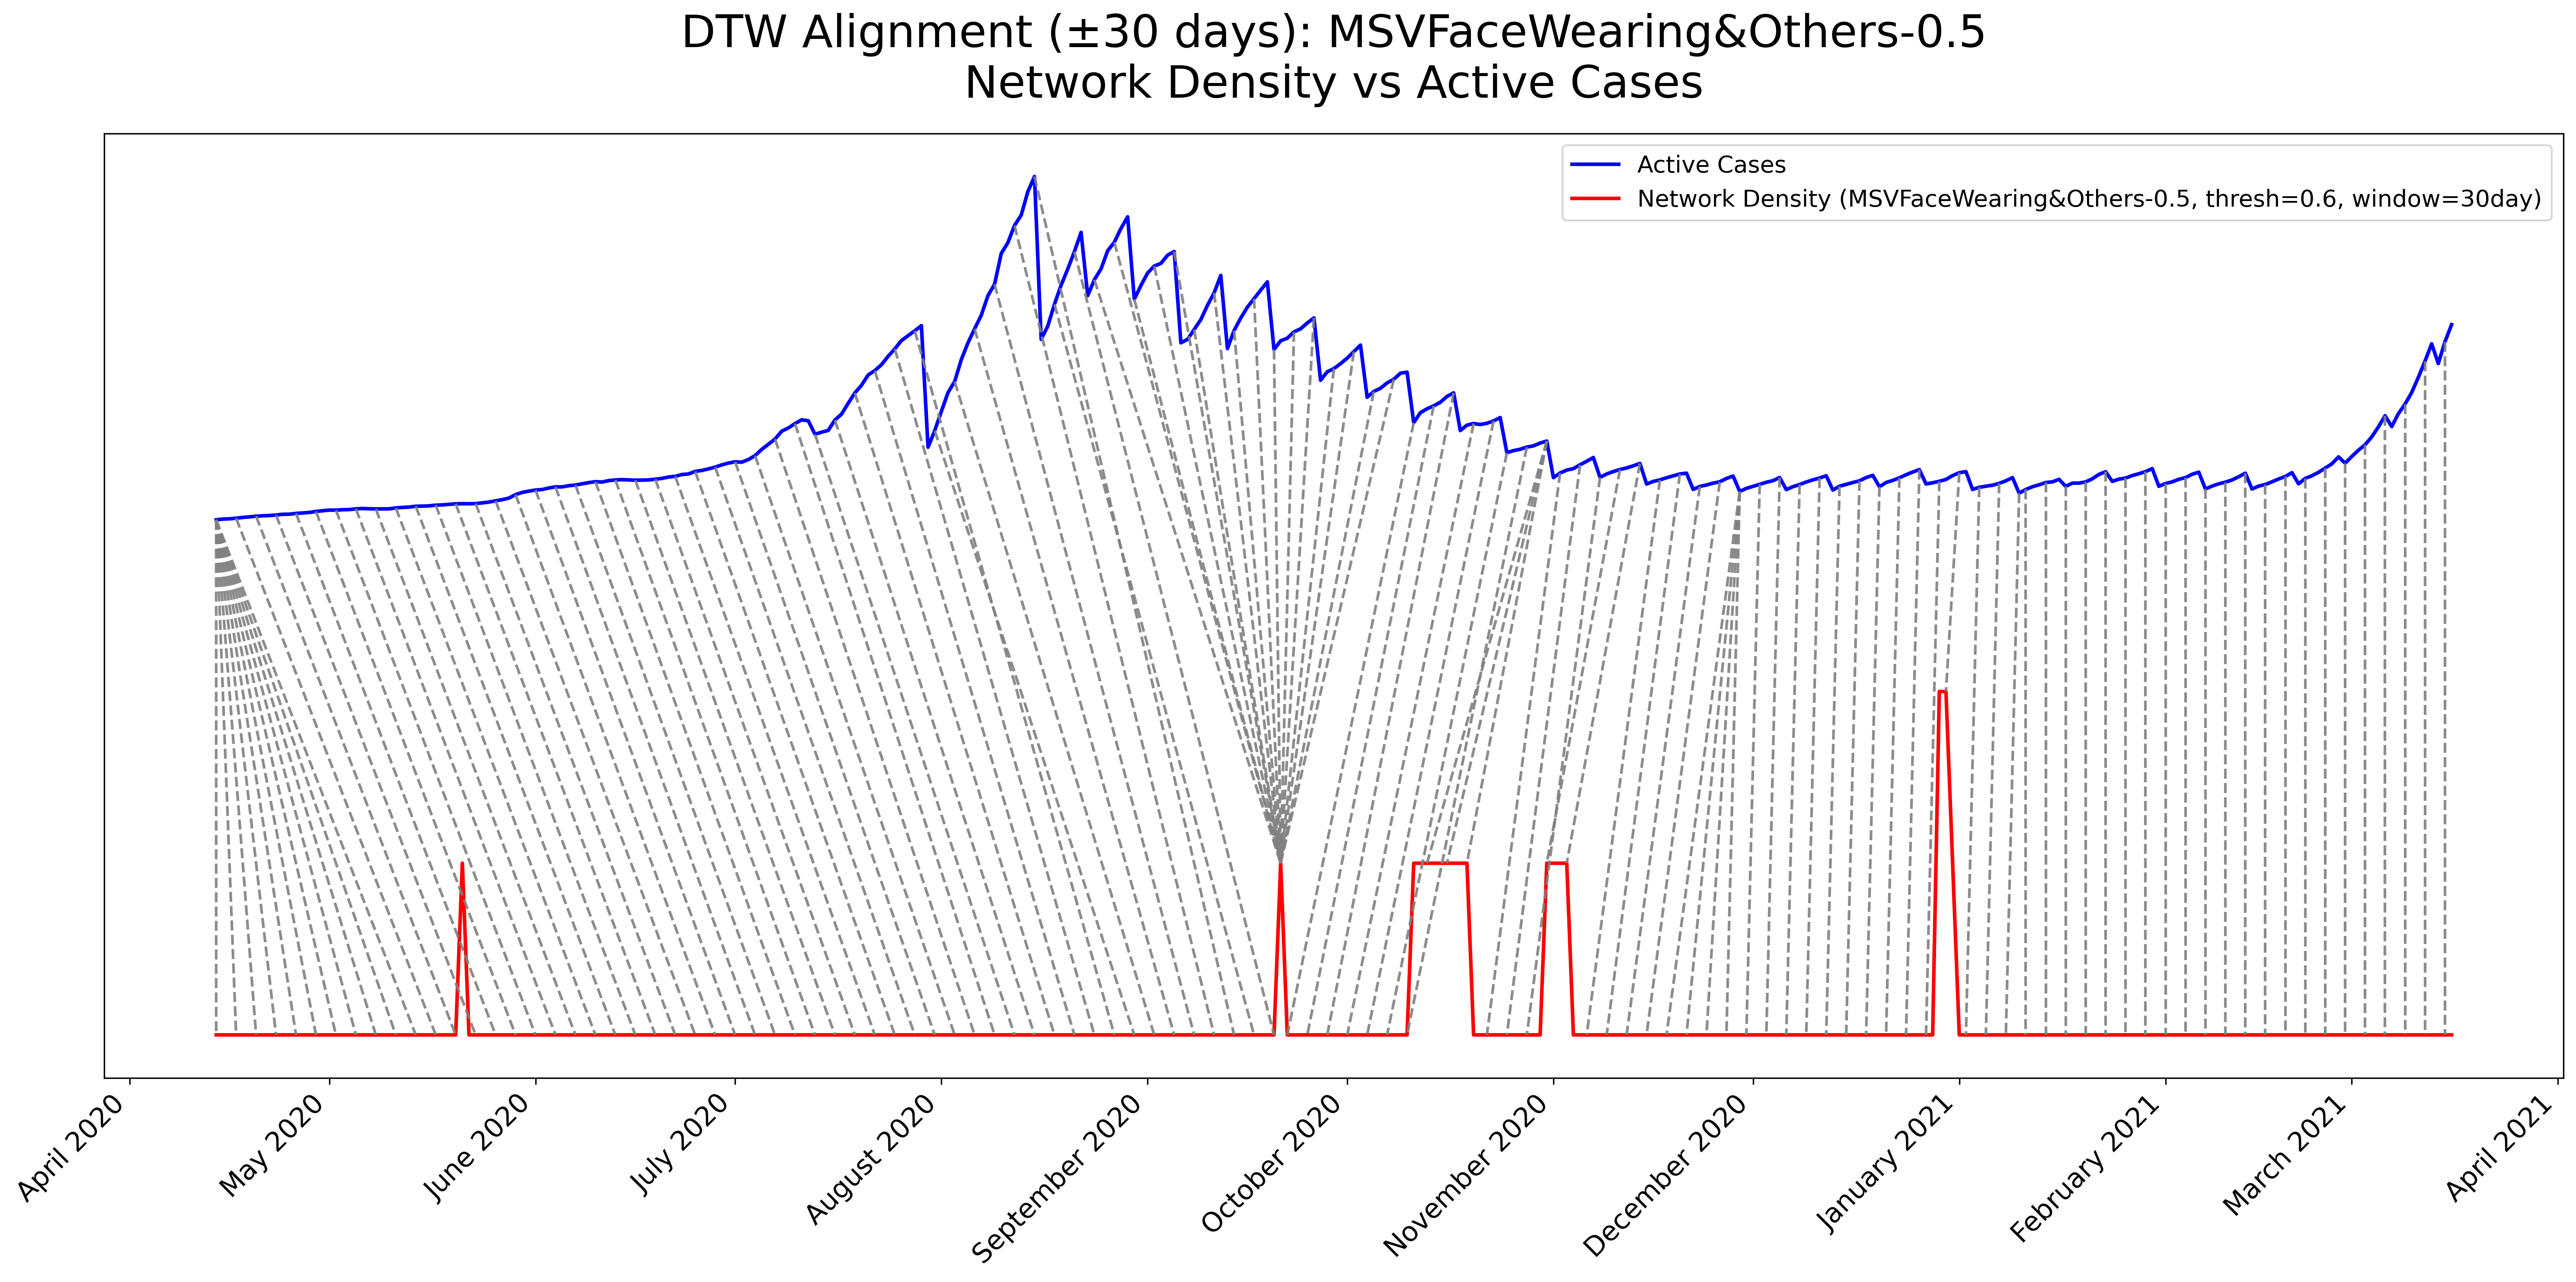 DTW Alignment (±30 days): MSVFaceWearing&Others-0.5
Network Density vs Active Cases
Active Cases
Network Density (MSVFaceWearing&Others-0.5, thresh=0.6, window=30day)
April 2020
May 2020
June 2020
July 2020
August 2020
September 2020
October 2020
November 2020
December 2020
January 2021
February 2021
March 2021
April 2021